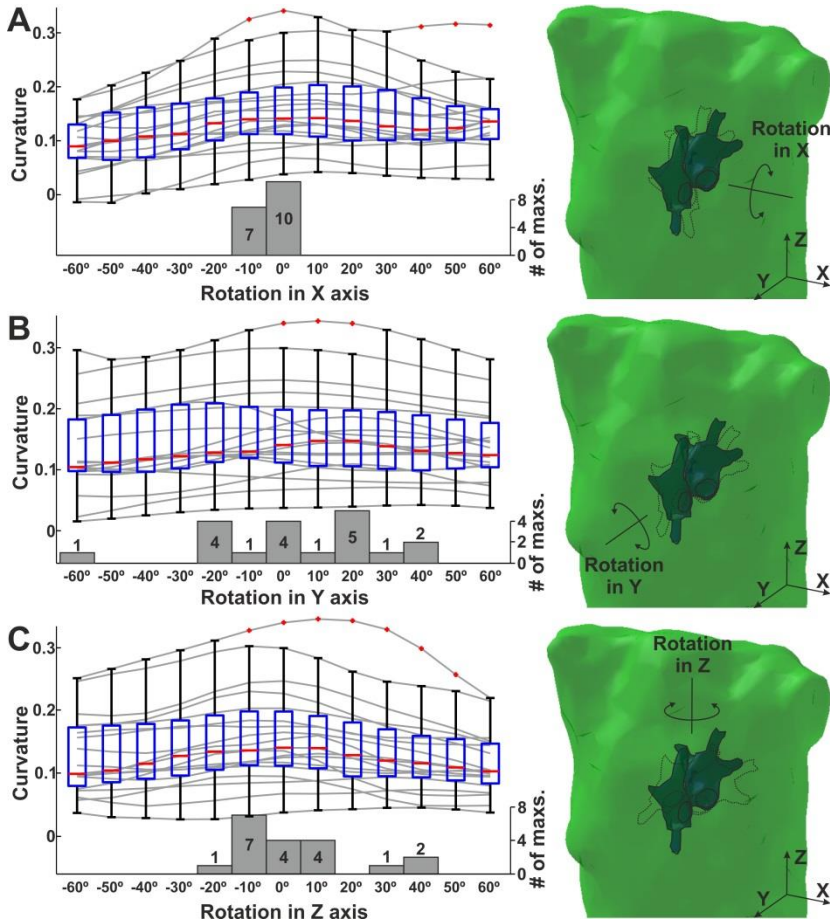 A
Curvature
0.3
0.2
0.1
0
7
10
8
4
0
# of maxs.
-60º -50º -40º -30º -20º -10º 0º 10º 20º 30º 40º 50º 60º
Rotation in X axis
Rotation
in X
Z
Y
X
B
Curvature
0.3
0.2
0.1
0
1
4
1
4
1
5
1
2
4
2
0
# of maxs.
-60º -50º -40º -30º -20º -10º 0º 10º 20º 30º 40º 50º 60º
Rotation in Y axis
Rotation
in Y
Z
Y
X
C
Curvature
0.3
0.2
0.1
0
1
7
4
4
1
2
8
4
0
# of maxs.
-60º -50º -40º -30º -20º -10º 0º 10º 20º 30º 40º 50º 60º
Rotation in Z axis
Rotation
in Z
Z
Y
X